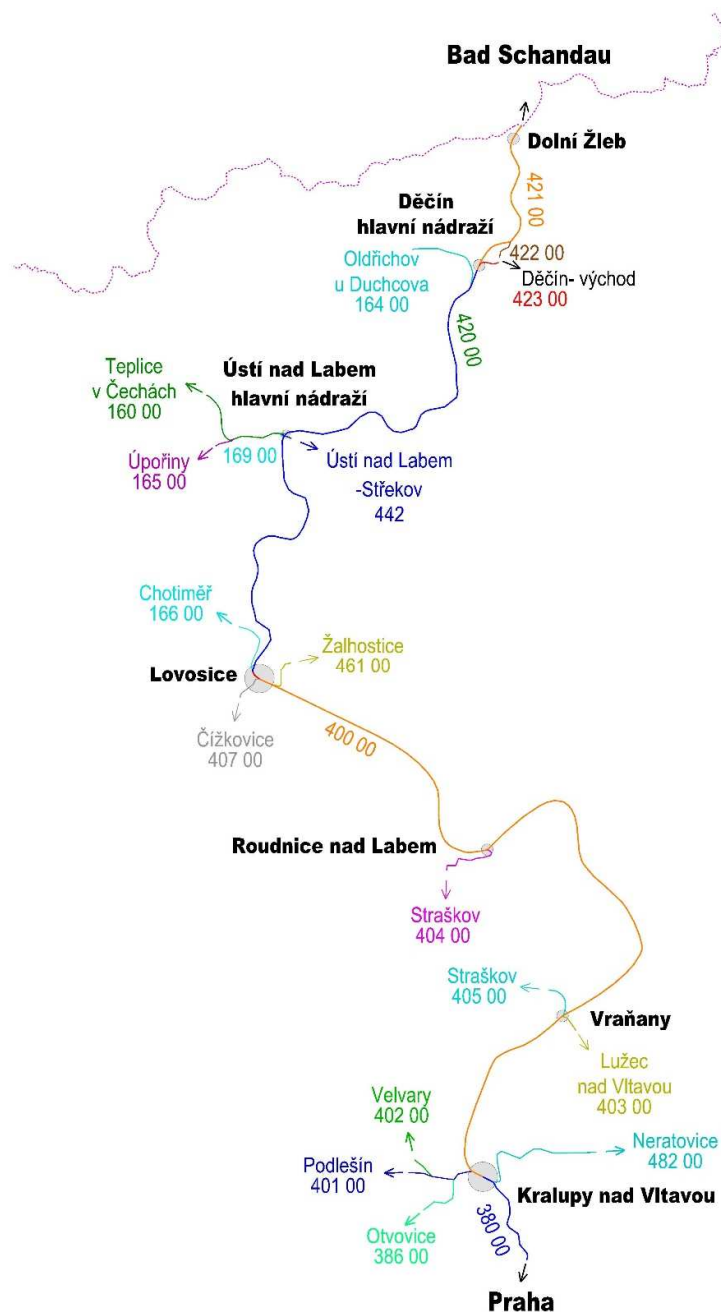 Bad Schandau
Dolní Žleb
421 00
Děčín
hlavní nádraží
422 00
Oldřichov
u Duchcova
164 00
Děčín- východ
423 00
420 00
Teplice
v Čechách
160 00
Ústí nad Labem
hlavní nádraží
Úpořiny
165 00
169 00
Ústí nad Labem
-Střekov
442
Chotiměř
166 00
Žalhostice
461 00
Lovosice
Čížkovice
407 00
400 00
Roudnice nad Labem
Straškov
404 00
Straškov
405 00
Vraňany
Lužec
nad Vltavou
403 00
Velvary
402 00
Neratovice
482 00
Podlešín
401 00
Kralupy nad Vltavou
Otvovice
386 00
380 00
Praha